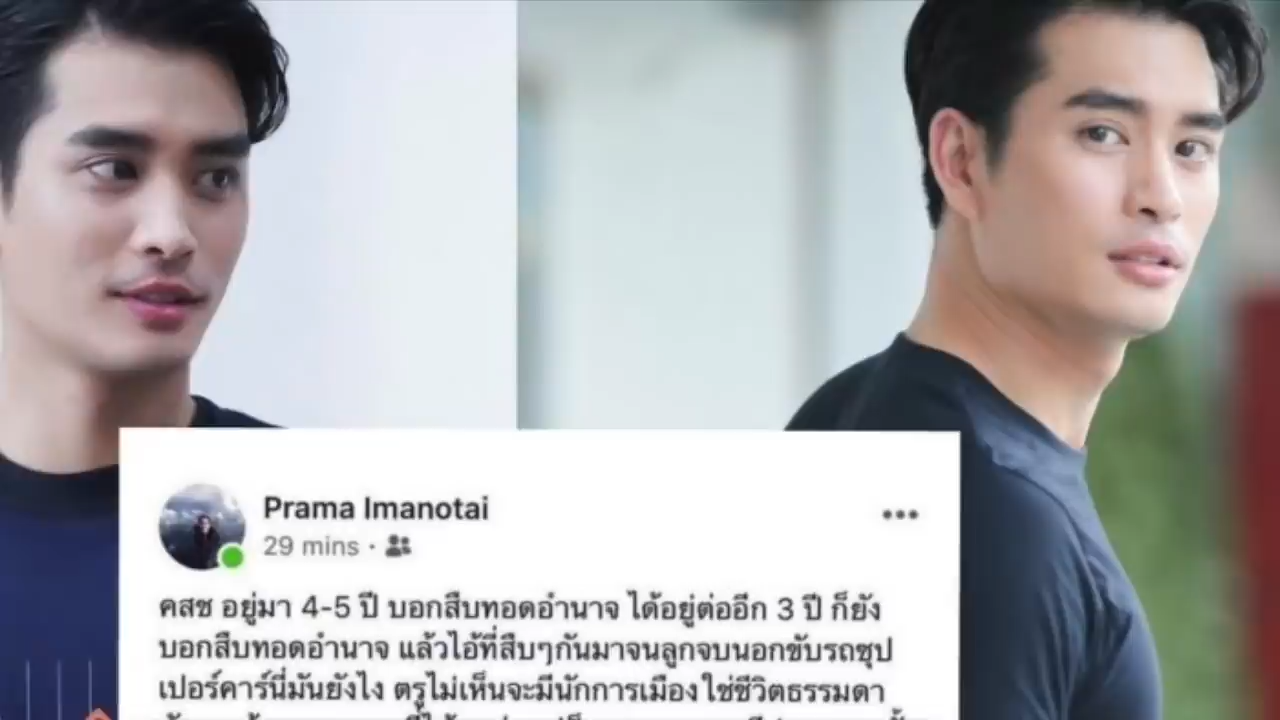 Prama Imanotai
29 mins ·
คสช อยู่มา 4-5 ปี บอกสืบทอดอำนาจ ได้อยู่ต่ออีก 3 ปี ก็ยัง
บอกสืบทอดอำนาจ แล้วไอ้ที่สืบๆกันมาจนลูกจบนอกขับรถซุป
เปอร์คาร์นี่มันยังไง ตรูไม่เห็นจะมีนักการเมืองใช่ชีวิตธรรมดา